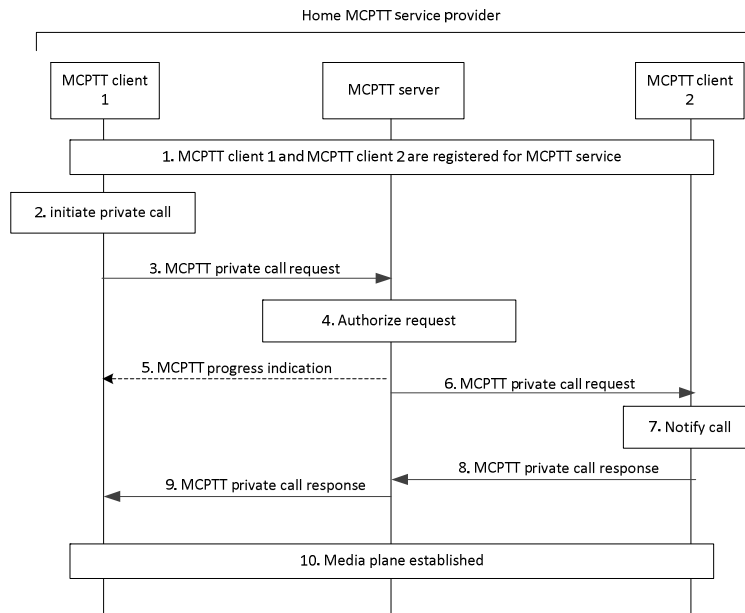 Home MCPTT service provider
MCPTT client
1
MCPTT server
MCPTT client
2
1. MCPTT client 1 and MCPTT client 2 are registered for MCPTT service
2. initiate private call
3. MCPTT private call request
4. Authorize request
5. MCPTT progress indication
6. MCPTT private call request
7. Notify call
8. MCPTT private call response
9. MCPTT private call response
10. Media plane established